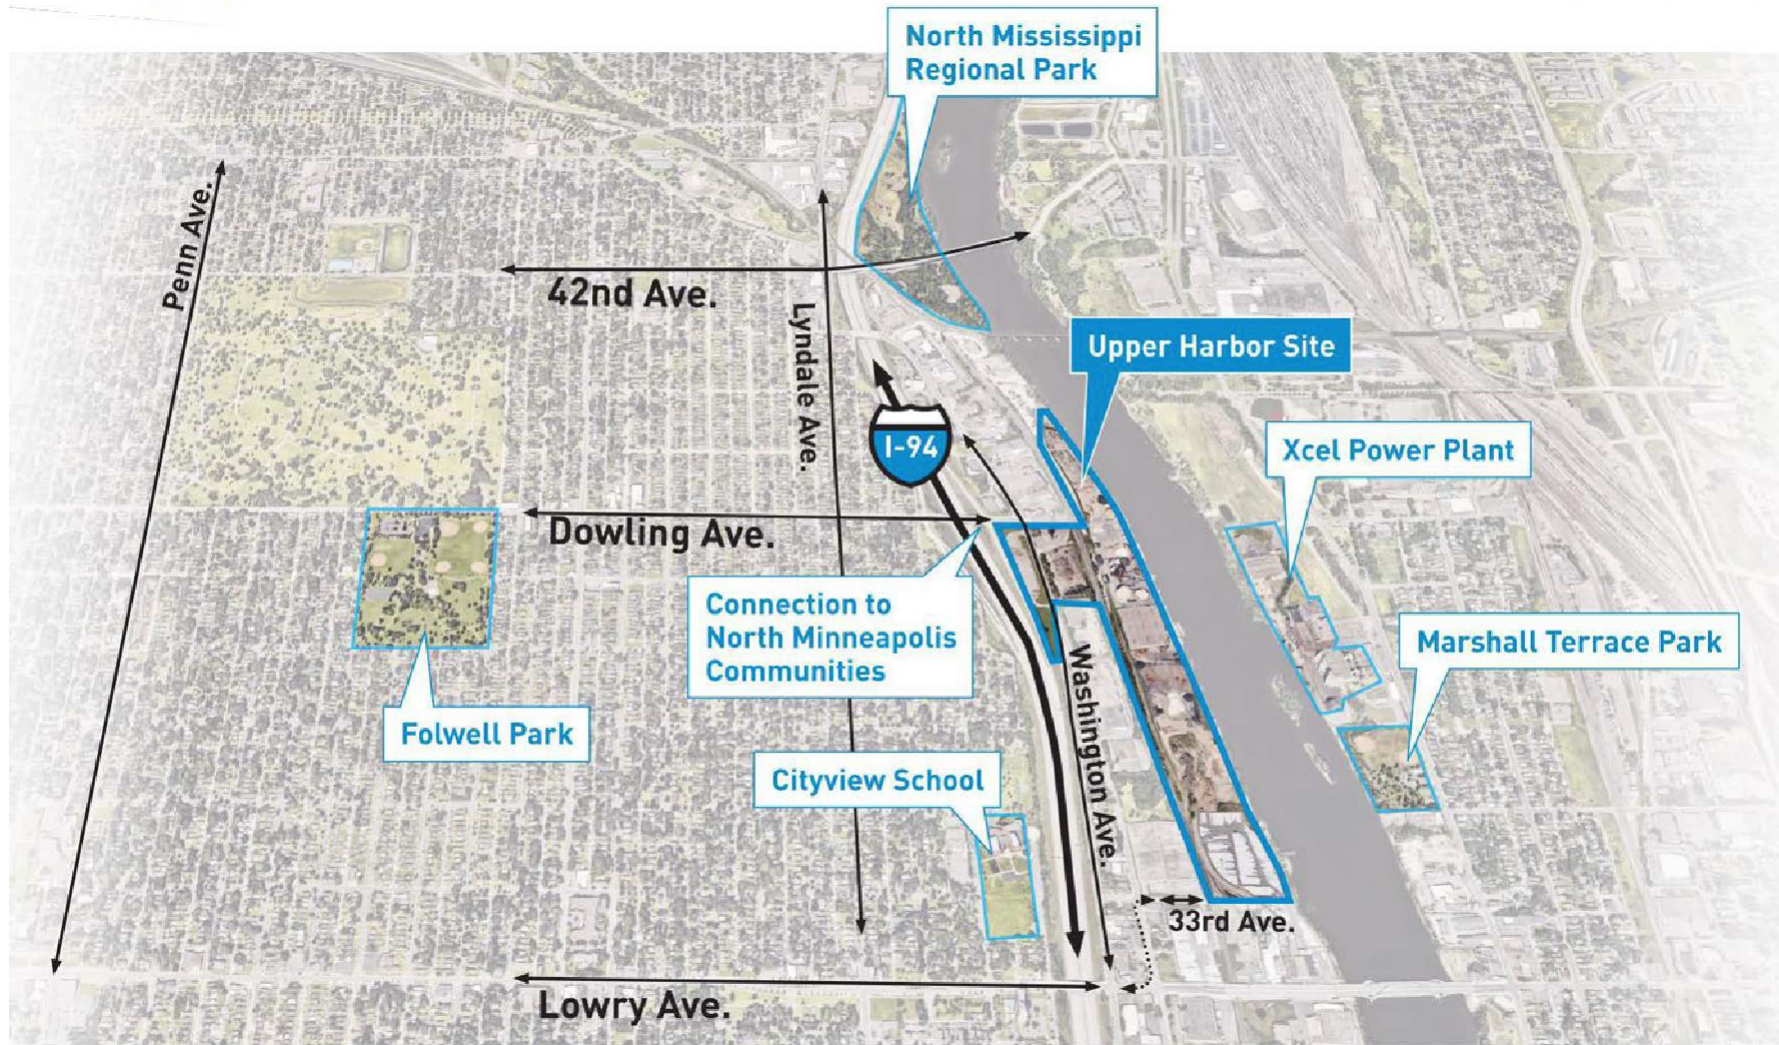 North Mississippi
Regional Park
Penn Ave.
42nd Ave.
Lyndale Ave.
Upper Harbor Site
I-94
Xcel Power Plant
Dowling Ave.
Connection to
North Minneapolis
Communities
Marshall Terrace Park
Folwell Park
Washington Ave.
Cityview School
33rd Ave.
Lowry Ave.